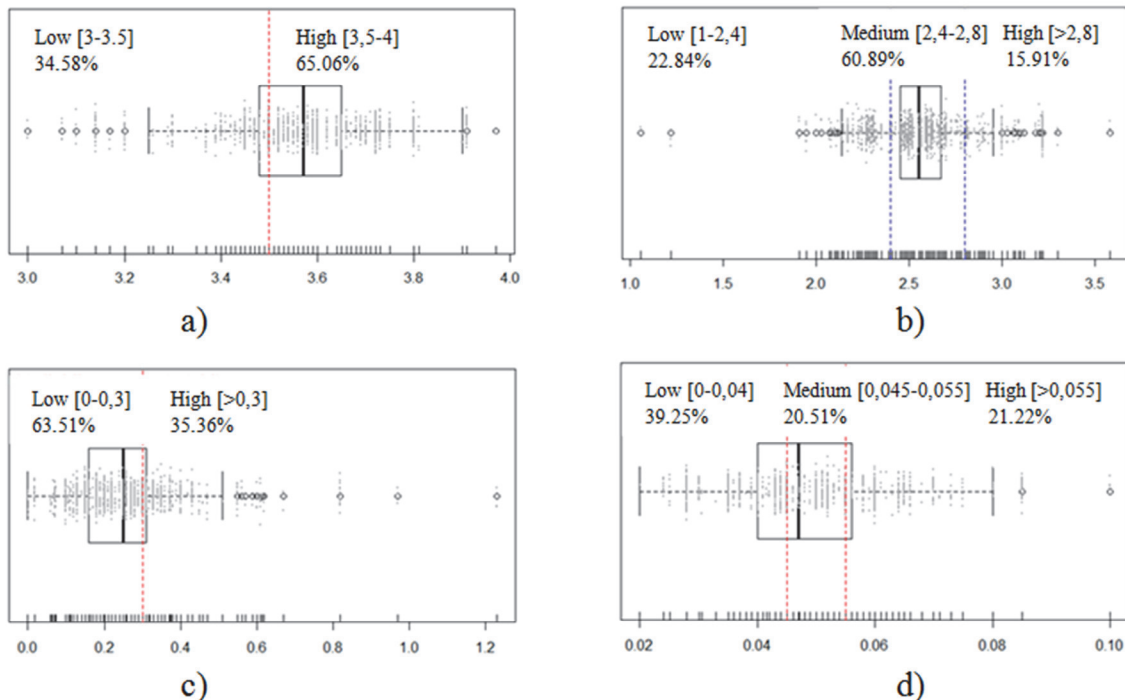 Low [3-3.5] High [3,5-4]
34.58% 65.06%
3.0 3.2 3.4 3.6 3.8 4.0
a)
Low [1-2,4] Medium [2,4-2,8] High [>2,8]
22.84% 60.89% 15.91%
1.0 1.5 2.0 2.5 3.0 3.5
b)
Low [0-0,3] High [>0,3]
63.51% 35.36%
0.0 0.2 0.4 0.6 0.8 1.0 1.2
c)
Low [0-0,04] Medium [0,045-0,055] High [>0,055]
39.25% 20.51% 21.22%
0.02 0.04 0.06 0.08 0.10
d)